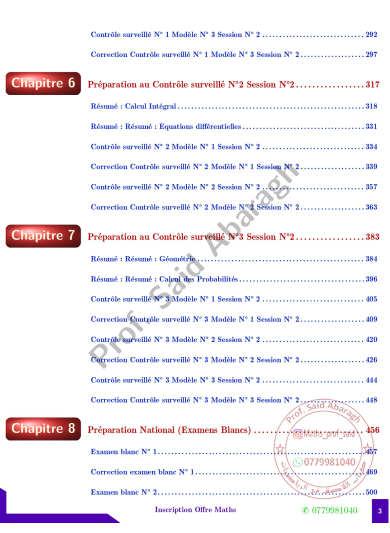 Contrôle surveillé N° 1 Modèle N° 3 Session N° 2 292
Correction Contrôle surveillé N° 1 Modèle N° 3 Session N° 2 297
Chapitre 6 Préparation au Contrôle surveillé N°2 Session N°2 317
Résumé : Calcul Intégral 318
Résumé : Résumé : Equations différentielles 331
Contrôle surveillé N° 2 Modèle N° 1 Session N° 2 334
Correction Contrôle surveillé N° 2 Modèle N° 1 Session N° 2 339
Contrôle surveillé N° 2 Modèle N° 2 Session N° 2 357
Correction Contrôle surveillé N° 2 Modèle N° 2 Session N° 2 363
Chapitre 7 Préparation au Contrôle surveillé N°3 Session N°2 383
Résumé : Résumé : Géométrie 384
Résumé : Résumé : Calcul des Probabilités 396
Contrôle surveillé N° 3 Modèle N° 1 Session N° 2 405
Correction Contrôle surveillé N° 3 Modèle N° 1 Session N° 2 409
Contrôle surveillé N° 3 Modèle N° 2 Session N° 2 420
Correction Contrôle surveillé N° 3 Modèle N° 2 Session N° 2 426
Contrôle surveillé N° 3 Modèle N° 3 Session N° 2 444
Correction Contrôle surveillé N° 3 Modèle N° 3 Session N° 2 448
Chapitre 8 Préparation National (Examens Blancs) 456
Examen blanc N° 1 457
Correction examen blanc N° 1 469
Examen blanc N° 2 500
Prof. Said Abaragh
Prof. Said Abaragh
@Maths_prof_said
0779981040
Inscription Offre Maths 0779981040 3